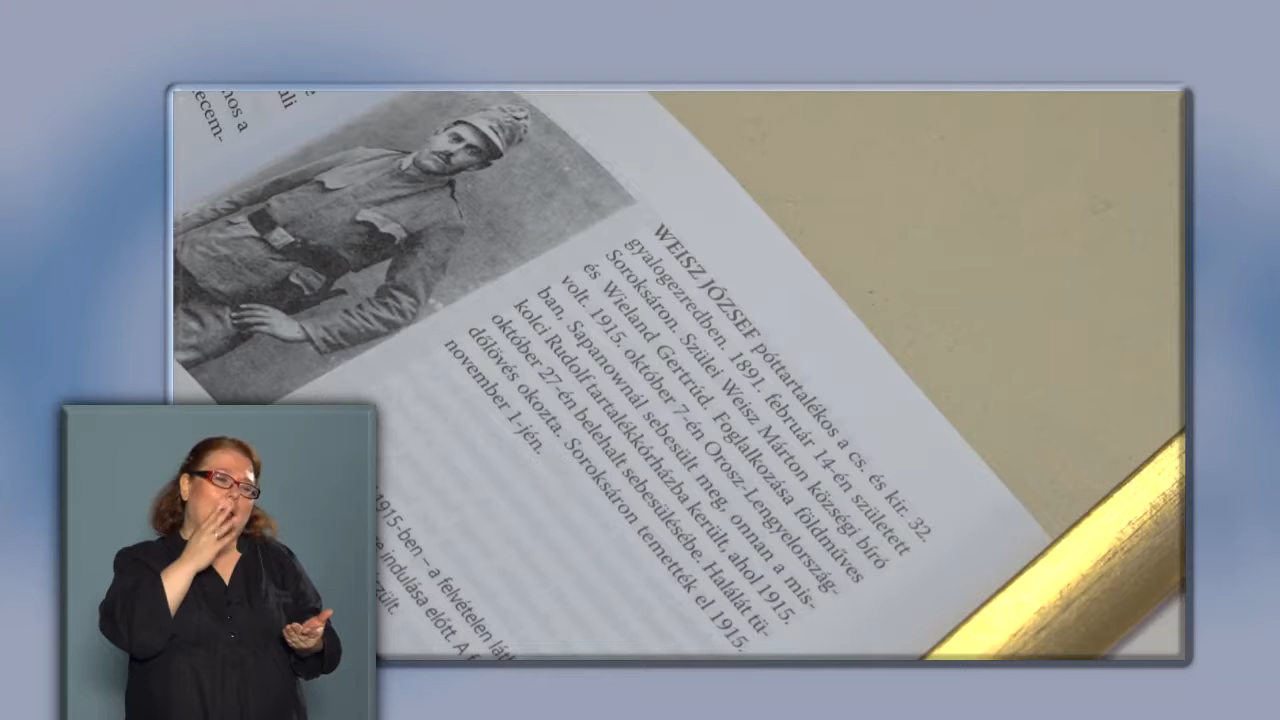 nos a
ecem-
WEISZ JÓZSEF póttartalékos a cs. és kir. 32.
gyalogezredben. 1891. február 14-én született
Soroksáron. Szülei Weisz Márton községi bíró
és Wieland Gertrúd. Foglalkozása földműves
volt. 1915. október 7-én Orosz-Lengyelország-
ban, Sapanownál sebesült meg, onnan a mis-
kolci Rudolf tartalékkórházba került, ahol 1915.
október 27-én belehalt sebesülésébe. Halálát tü-
dőlövés okozta. Soroksáron temették el 1915.
november 1-jén.
1915-ben – a felvételen
indulása előtt. A